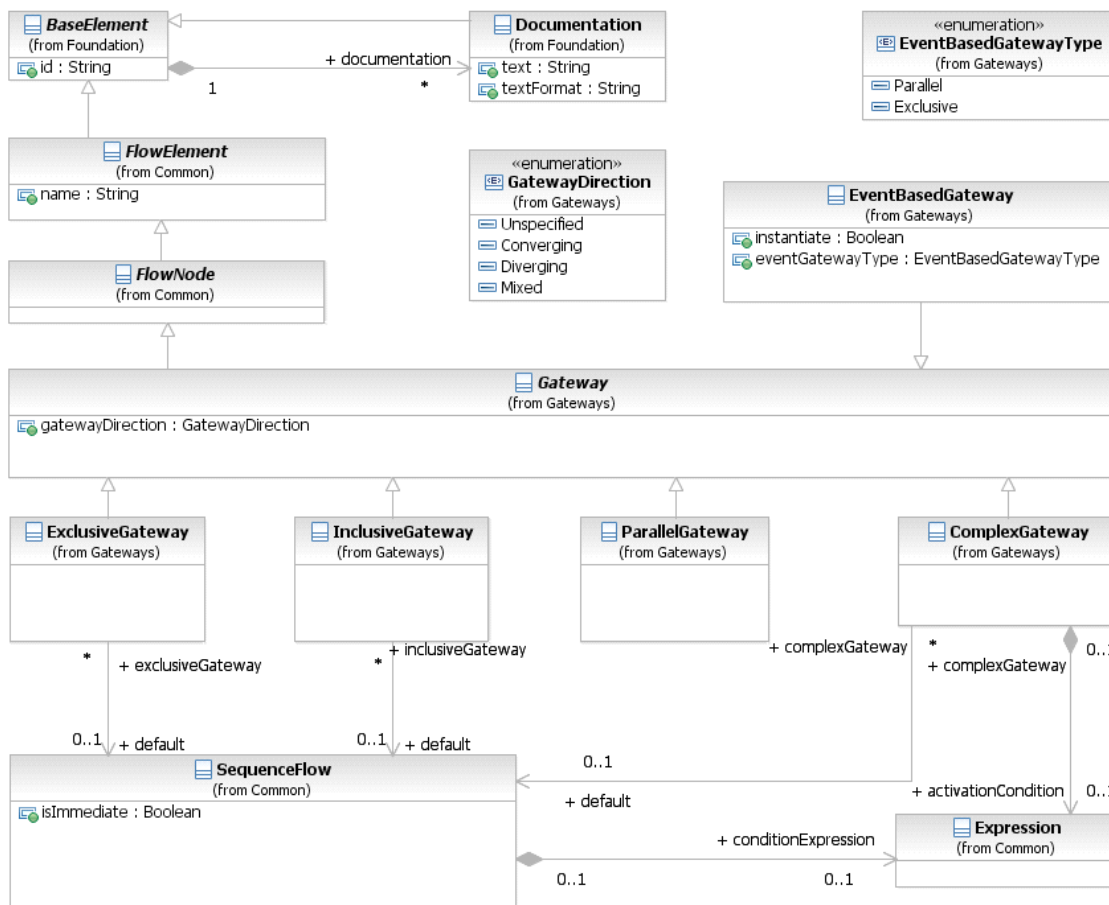 BaseElement
(from Foundation)
id : String
1
+ documentation
*
Documentation
(from Foundation)
text : String
textFormat : String
«enumeration»
EventBasedGatewayType
(from Gateways)
Parallel
Exclusive
FlowElement
(from Common)
name : String
«enumeration»
GatewayDirection
(from Gateways)
Unspecified
Converging
Diverging
Mixed
EventBasedGateway
(from Gateways)
instantiate : Boolean
eventGatewayType : EventBasedGatewayType
FlowNode
(from Common)
Gateway
(from Gateways)
gatewayDirection : GatewayDirection
ExclusiveGateway
(from Gateways)
InclusiveGateway
(from Gateways)
ParallelGateway
(from Gateways)
ComplexGateway
(from Gateways)
*
+ exclusiveGateway
*
+ inclusiveGateway
+ complexGateway
*
+ complexGateway
0..1
0..1
+ default
0..1
+ default
0..1
+ default
+ activationCondition
0..1
SequenceFlow
(from Common)
isImmediate : Boolean
+ conditionExpression
0..1
0..1
Expression
(from Common)